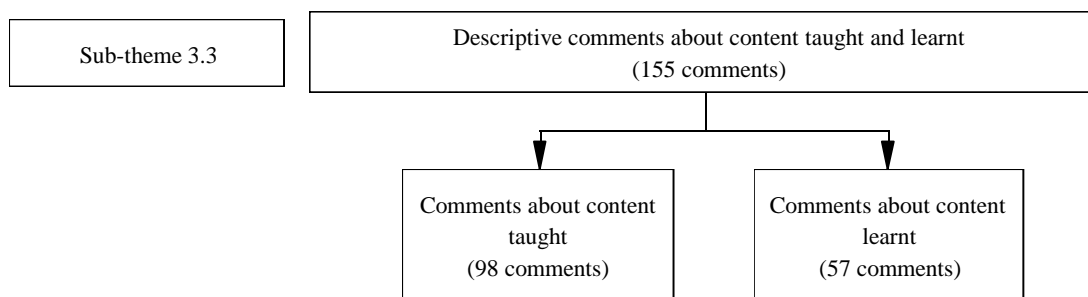 Sub-theme 3.3
Descriptive comments about content taught and learnt
(155 comments)
Comments about content
taught
(98 comments)
Comments about content
learnt
(57 comments)